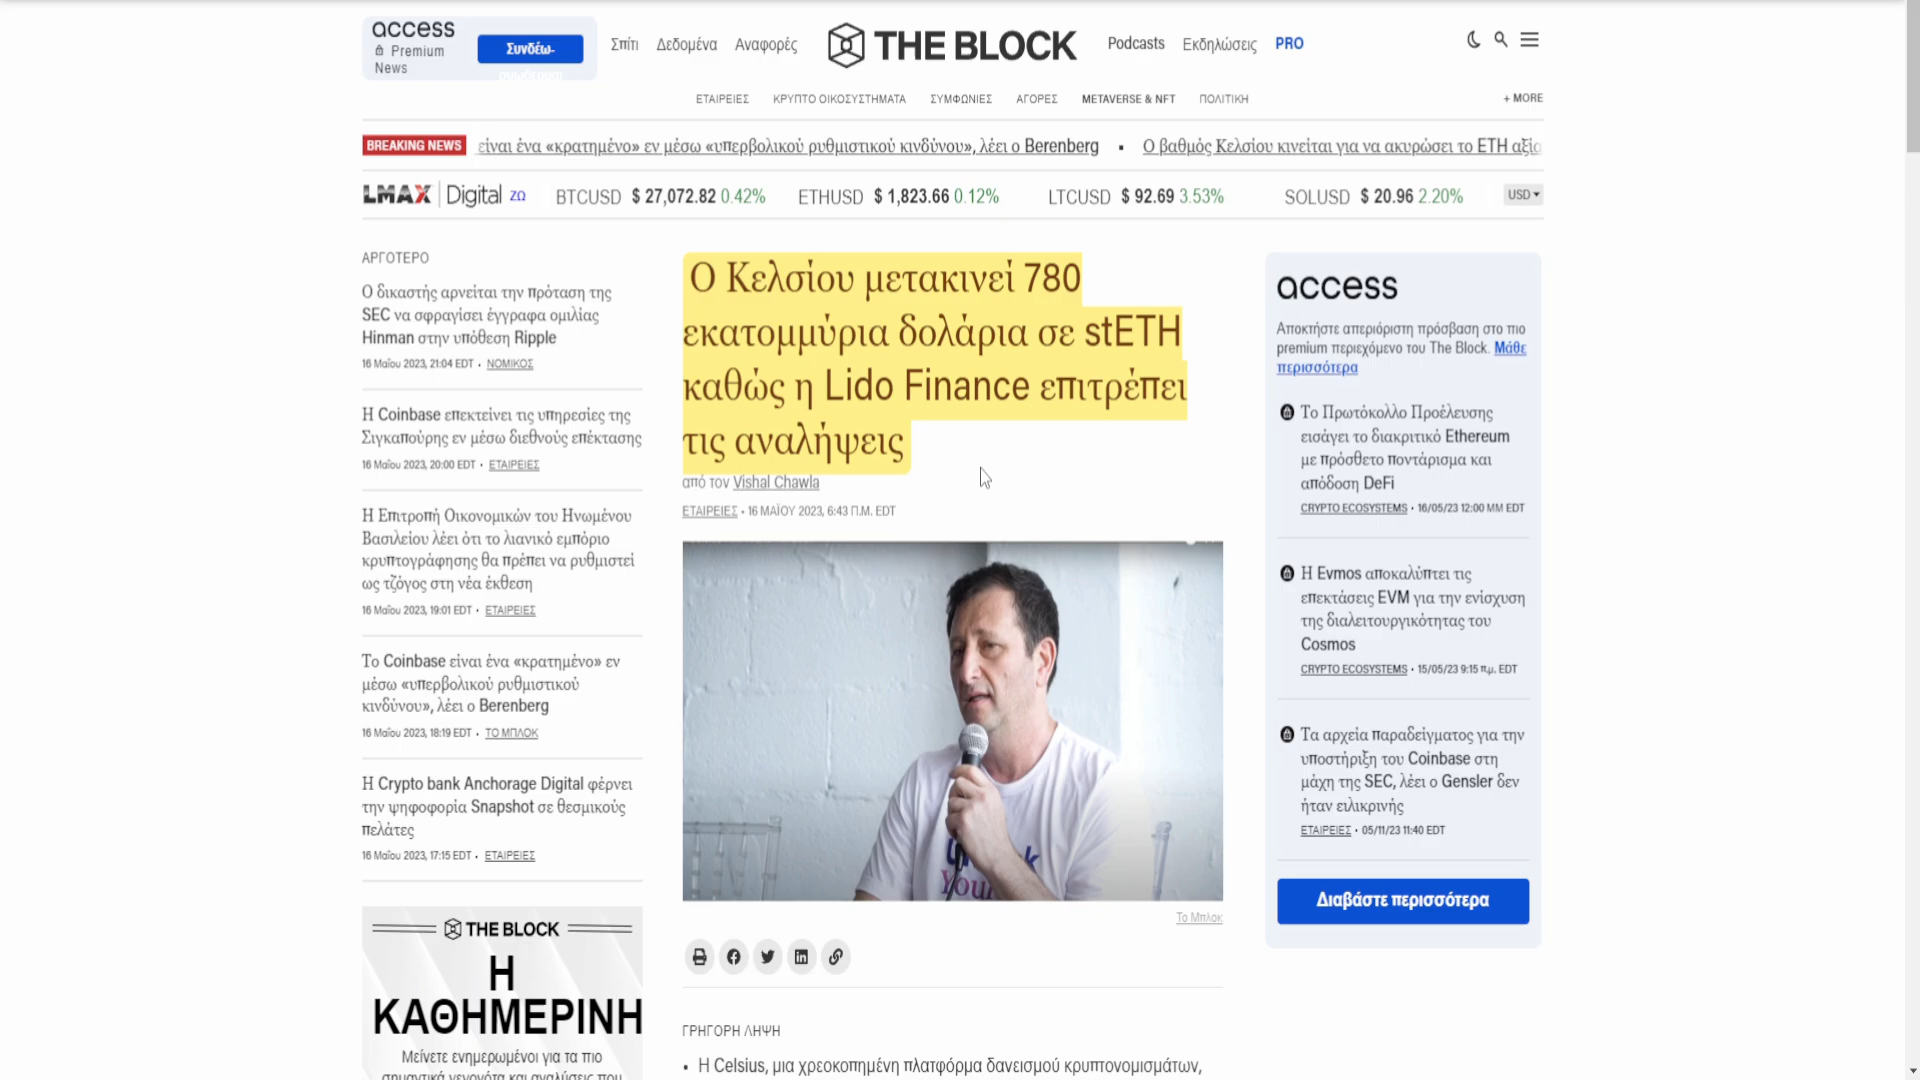 access
Premium
News
Συνδέω-
Σπίτι
Δεδομένα
Αναφορές
THE BLOCK
Podcasts
Εκδηλώσεις
PRO
ΕΤΑΙΡΕΙΕΣ
ΚΡΥΠΤΟ ΟΙΚΟΣΥΣΤΗΜΑΤΑ
ΣΥΜΦΩΝΙΕΣ
ΑΓΟΡΕΣ
METAVERSE & NFT
ΠΟΛΙΤΙΚΗ
+ MORE
BREAKING NEWS
είναι ένα «κρατημένο» εν μέσω «υπερβολικού ρυθμιστικού κινδύνου», λέει ο Berenberg
▪ Ο βαθμός Κελσίου κινείται για να ακυρώσει το ETH αξία
LMAX Digital ΖΩ
BTCUSD $ 27,072.82 0.42%
ETHUSD $ 1,823.66 0.12%
LTCUSD $ 92.69 3.53%
SOLUSD $ 20.96 2.20%
USD
ΑΡΓΟΤΕΡΟ
Ο δικαστής αρνείται την πρόταση της
SEC να σφραγίσει έγγραφα ομιλίας
Hinman στην υπόθεση Ripple
16 Μαΐου 2023, 21:04 EDT • ΝΟΜΙΚΟΣ
Η Coinbase επεκτείνει τις υπηρεσίες της
Σιγκαπούρης εν μέσω διεθνούς επέκτασης
16 Μαΐου 2023, 20:00 EDT • ΕΤΑΙΡΕΙΕΣ
Η Επιτροπή Οικονομικών του Ηνωμένου
Βασιλείου λέει ότι το λιανικό εμπόριο
κρυπτογράφησης θα πρέπει να ρυθμιστεί
ως τζόγος στη νέα έκθεση
16 Μαΐου 2023, 19:01 EDT • ΕΤΑΙΡΕΙΕΣ
Το Coinbase είναι ένα «κρατημένο» εν
μέσω «υπερβολικού ρυθμιστικού
κινδύνου», λέει ο Berenberg
16 Μαΐου 2023, 18:19 EDT • ΤΟ ΜΠΛΟΚ
Η Crypto bank Anchorage Digital φέρνει
την ψηφοφορία Snapshot σε θεσμικούς
πελάτες
16 Μαΐου 2023, 17:15 EDT • ΕΤΑΙΡΕΙΕΣ
THE BLOCK
Η
ΚΑΘΗΜΕΡΙΝΗ
Μείνετε ενημερωμένοι για τα πιο
σημαντικά γεγονότα και αναλύσεις που
Ο Κελσίου μετακινεί 780
εκατομμύρια δολάρια σε stETH
καθώς η Lido Finance επιτρέπει
τις αναλήψεις
από τον Vishal Chawla
ΕΤΑΙΡΕΙΕΣ • 16 ΜΑΪΟΥ 2023, 6:43 Π.Μ. EDT
Your
Το Μπλοκ
ΓΡΗΓΟΡΗ ΛΗΨΗ
• Η Celsius, μια χρεοκοπημένη πλατφόρμα δανεισμού κρυπτονομισμάτων,
access
Αποκτήστε απεριόριστη πρόσβαση στο πιο
premium περιεχόμενο του The Block. Μάθε
περισσότερα
Το Πρωτόκολλο Προέλευσης
εισάγει το διακριτικό Ethereum
με πρόσθετο ποντάρισμα και
απόδοση DeFi
CRYPTO ECOSYSTEMS • 16/05/23 12:00 ΜΜ EDT
Η Evmos αποκαλύπτει τις
επεκτάσεις EVM για την ενίσχυση
της διαλειτουργικότητας του
Cosmos
CRYPTO ECOSYSTEMS • 15/05/23 9:15 π.μ. EDT
Τα αρχεία παραδείγματος για την
υποστήριξη του Coinbase στη
μάχη της SEC, λέει ο Gensler δεν
ήταν ειλικρινής
ΕΤΑΙΡΕΙΕΣ • 05/11/23 11:40 EDT
Διαβάστε περισσότερα